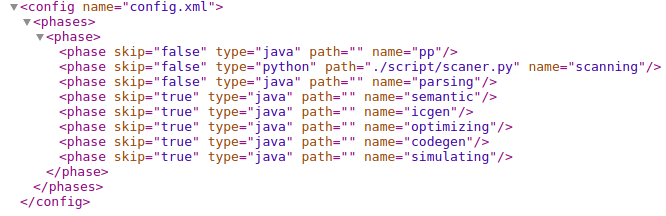 <config name="config.xml">
<phases>
<phase>
<phase skip="false" type="java" path="" name="pp"/>
<phase skip="false" type="python" path="./script/scaner.py" name="scanning"/>
<phase skip="false" type="java" path="" name="parsing"/>
<phase skip="true" type="java" path="" name="semantic"/>
<phase skip="true" type="java" path="" name="icgen"/>
<phase skip="true" type="java" path="" name="optimizing"/>
<phase skip="true" type="java" path="" name="codegen"/>
<phase skip="true" type="java" path="" name="simulating"/>
</phase>
</phases>
</config>